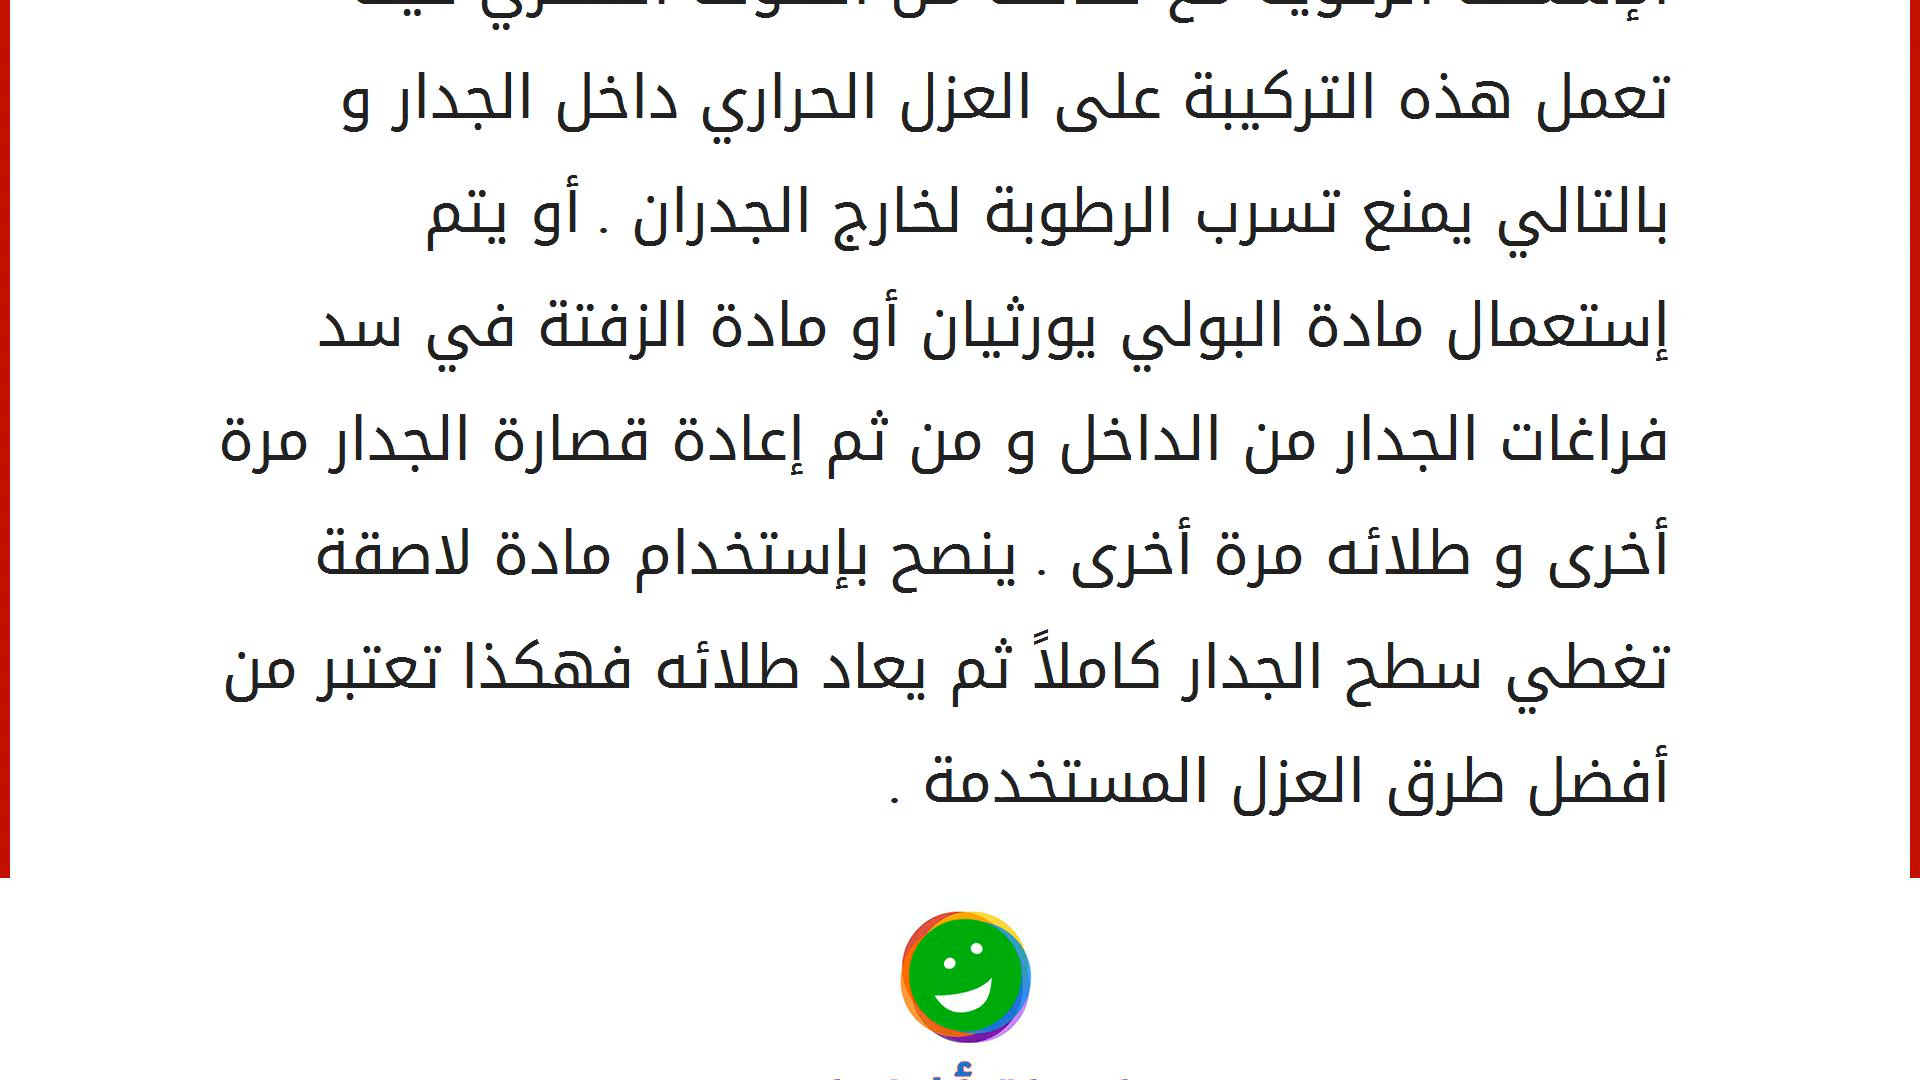 تعمل هذه التركيبة على العزل الحراري داخل الجدار و
بالتالي يمنع تسرب الرطوبة لخارج الجدران . أو يتم
إستعمال مادة البولي يورثيان أو مادة الزفتة في سد
فراغات الجدار من الداخل و من ثم إعادة قصارة الجدار مرة
أخرى و طلائه مرة أخرى . ينصح بإستخدام مادة لاصقة
تغطي سطح الجدار كاملاً ثم يعاد طلائه فهكذا تعتبر من
أفضل طرق العزل المستخدمة .